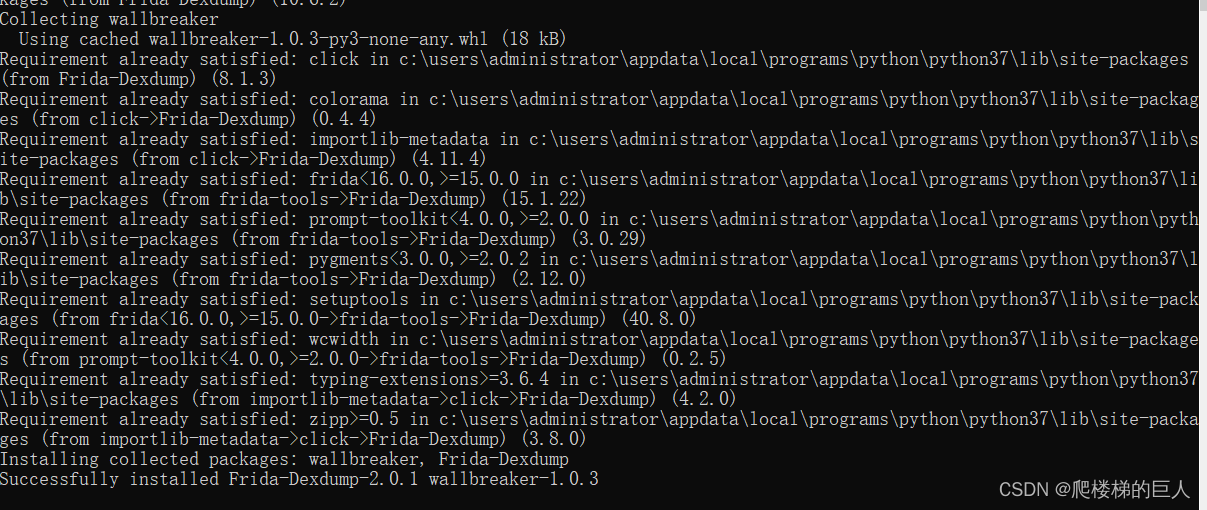 kages (from Frida-Dexdump) (10.6.2)
Collecting wallbreaker
  Using cached wallbreaker-1.0.3-py3-none-any.whl (18 kB)
Requirement already satisfied: click in c:\users\administrator\appdata\local\programs\python\python37\lib\site-packages
(from Frida-Dexdump) (8.1.3)
Requirement already satisfied: colorama in c:\users\administrator\appdata\local\programs\python\python37\lib\site-packag
es (from click->Frida-Dexdump) (0.4.4)
Requirement already satisfied: importlib-metadata in c:\users\administrator\appdata\local\programs\python\python37\lib\s
ite-packages (from click->Frida-Dexdump) (4.11.4)
Requirement already satisfied: frida<16.0.0,>=15.0.0 in c:\users\administrator\appdata\local\programs\python\python37\li
b\site-packages (from frida-tools->Frida-Dexdump) (15.1.22)
Requirement already satisfied: prompt-toolkit<4.0.0,>=2.0.0 in c:\users\administrator\appdata\local\programs\python\pyth
on37\lib\site-packages (from frida-tools->Frida-Dexdump) (3.0.29)
Requirement already satisfied: pygments<3.0.0,>=2.0.2 in c:\users\administrator\appdata\local\programs\python\python37\l
ib\site-packages (from frida-tools->Frida-Dexdump) (2.12.0)
Requirement already satisfied: setuptools in c:\users\administrator\appdata\local\programs\python\python37\lib\site-pack
ages (from frida<16.0.0,>=15.0.0->frida-tools->Frida-Dexdump) (40.8.0)
Requirement already satisfied: wcwidth in c:\users\administrator\appdata\local\programs\python\python37\lib\site-package
s (from prompt-toolkit<4.0.0,>=2.0.0->frida-tools->Frida-Dexdump) (0.2.5)
Requirement already satisfied: typing-extensions>=3.6.4 in c:\users\administrator\appdata\local\programs\python\python37
\lib\site-packages (from importlib-metadata->click->Frida-Dexdump) (4.2.0)
Requirement already satisfied: zipp>=0.5 in c:\users\administrator\appdata\local\programs\python\python37\lib\site-packa
ges (from importlib-metadata->click->Frida-Dexdump) (3.8.0)
Installing collected packages: wallbreaker, Frida-Dexdump
Successfully installed Frida-Dexdump-2.0.1 wallbreaker-1.0.3
CSDN @爬楼梯的巨人